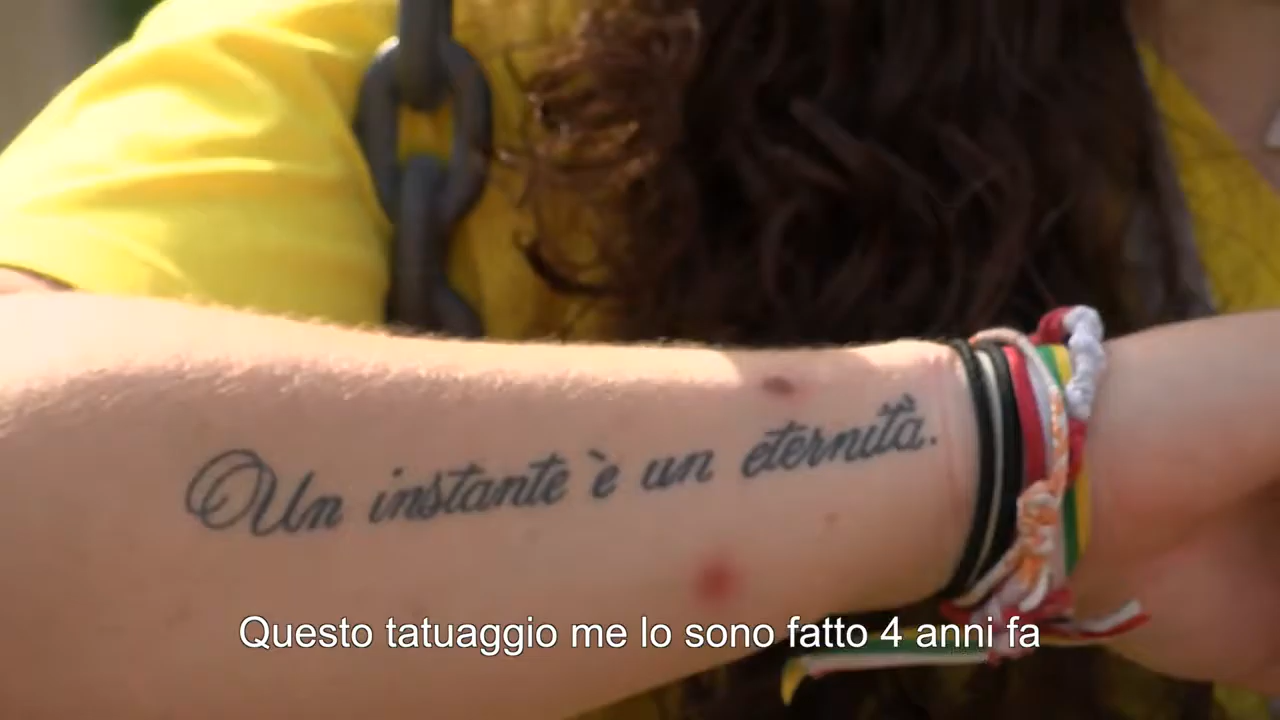 Un instante è un eternità.
Questo tatuaggio me lo sono fatto 4 anni fa